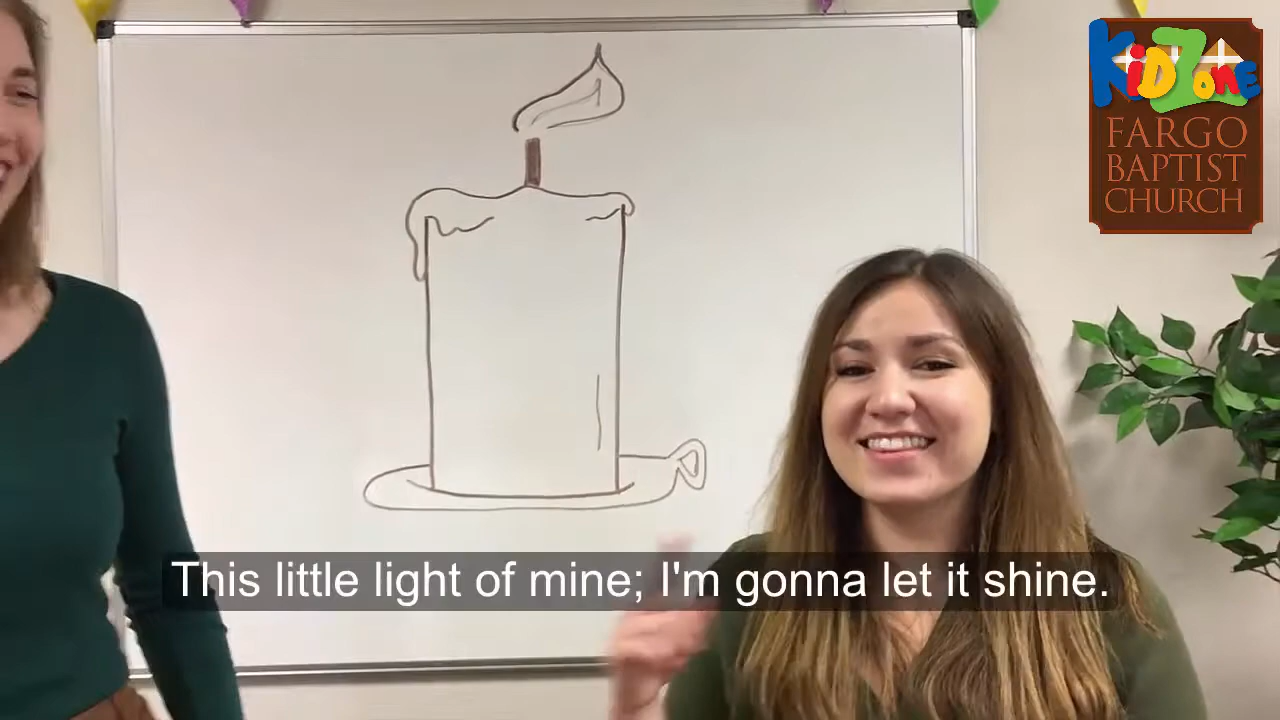 KidZone
FARGO
BAPTIST
CHURCH
This little light of mine; I'm gonna let it shine.